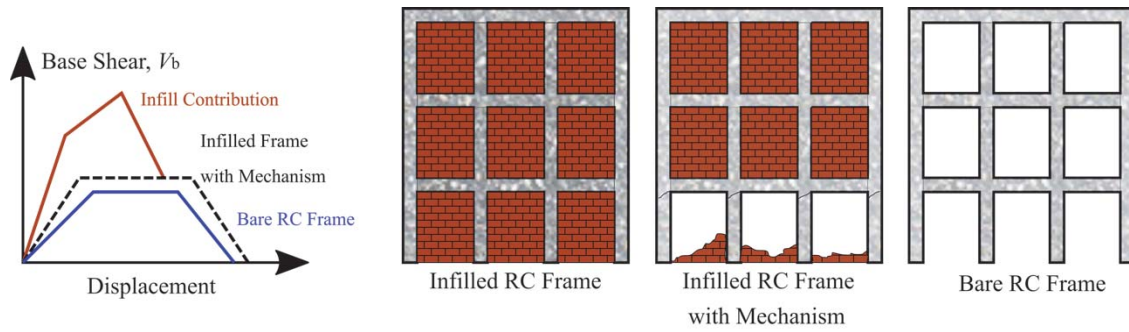 Base Shear, Vb
Infill Contribution
Infilled Frame
with Mechanism
Bare RC Frame
Displacement
Infilled RC Frame
Infilled RC Frame
with Mechanism
Bare RC Frame